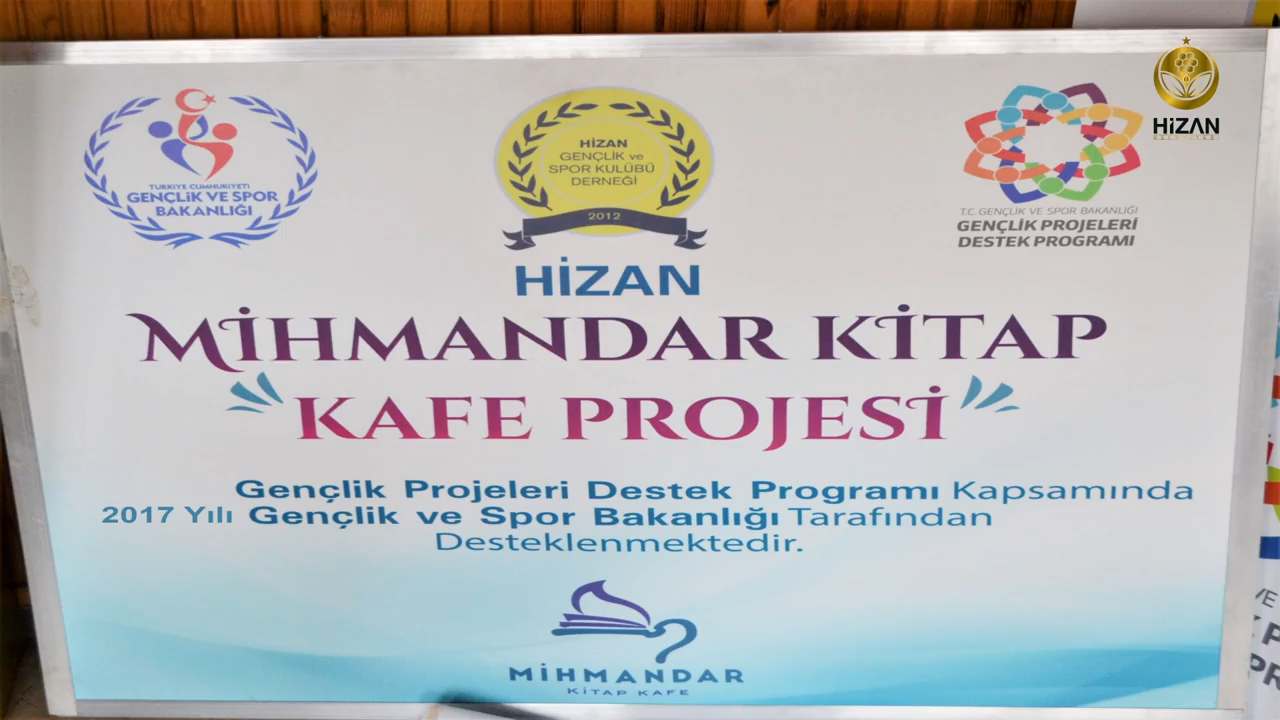 TÜRKİYE CUMHURİYETİ
GENÇLİK VE SPOR
BAKANLIĞI
HİZAN
GENÇLİK ve
SPOR KULÜBÜ
DERNEĞİ
2012
T.C. GENÇLİK VE SPOR BAKANLIĞI
GENÇLİK PROJELERİ
DESTEK PROGRAMI
HİZAN
HİZAN
MİHMANDAR KİTAP
KAFE PROJESİ
Gençlik Projeleri Destek Programı Kapsamında
2017 Yılı Gençlik ve Spor Bakanlığı Tarafından
Desteklenmektedir.
MİHMANDAR
KİTAP KAFE
VE